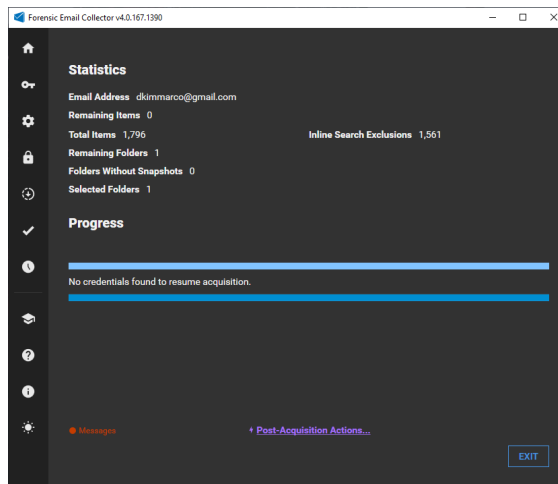 Forensic Email Collector v4.0.167.1390
Statistics
Email Address dkimmarco@gmail.com
Remaining Items 0
Total Items 1,796 Inline Search Exclusions 1,561
Remaining Folders 1
Folders Without Snapshots 0
Selected Folders 1
Progress
No credentials found to resume acquisition.
Messages Post-Acquisition Actions...
EXIT